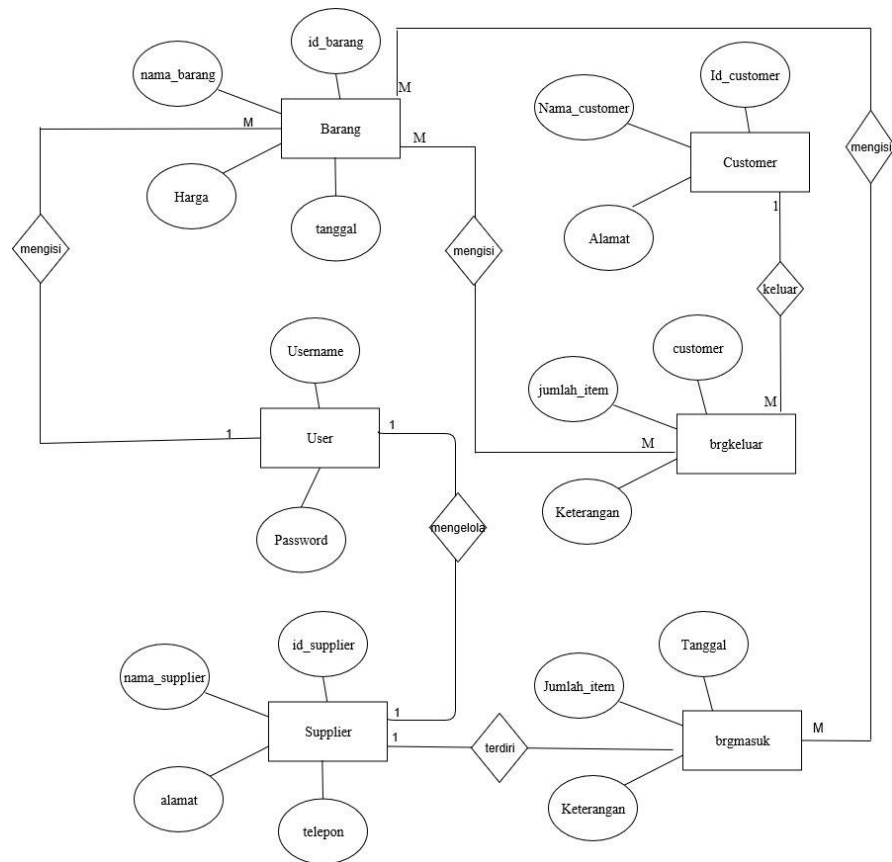 id_barang
nama_barang
Id_customer
M
Nama_customer
M
Barang
M
mengisi
Customer
Harga
1
tanggal
Alamat
mengisi
mengisi
keluar
Username
customer
jumlah_item
M
1
User
1
M
brgkeluar
Keterangan
mengelola
Password
id_supplier
Tanggal
nama_supplier
Jumlah_item
1
Supplier
1
terdiri
brgmasuk
M
alamat
Keterangan
telepon